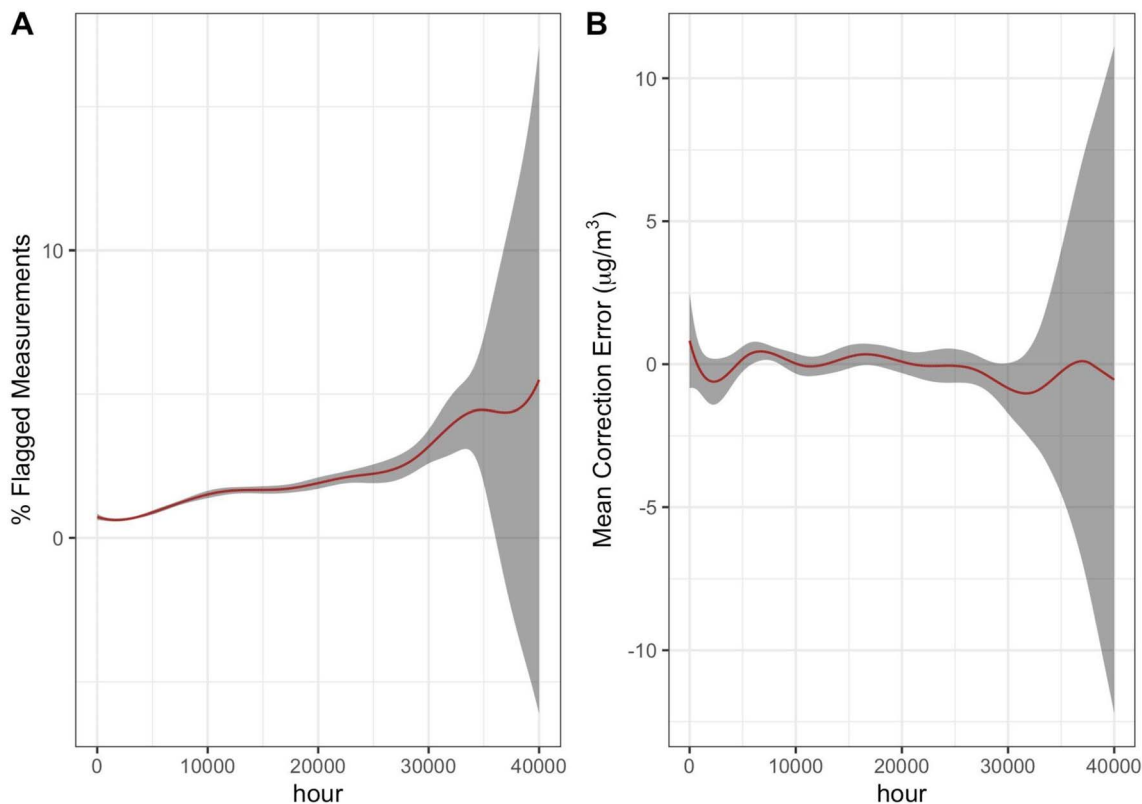 A
% Flagged Measurements
10
0
0 10000 20000 30000 40000
hour
B
Mean Correction Error (μg/m³)
10
5
0
-5
-10
0 10000 20000 30000 40000
hour